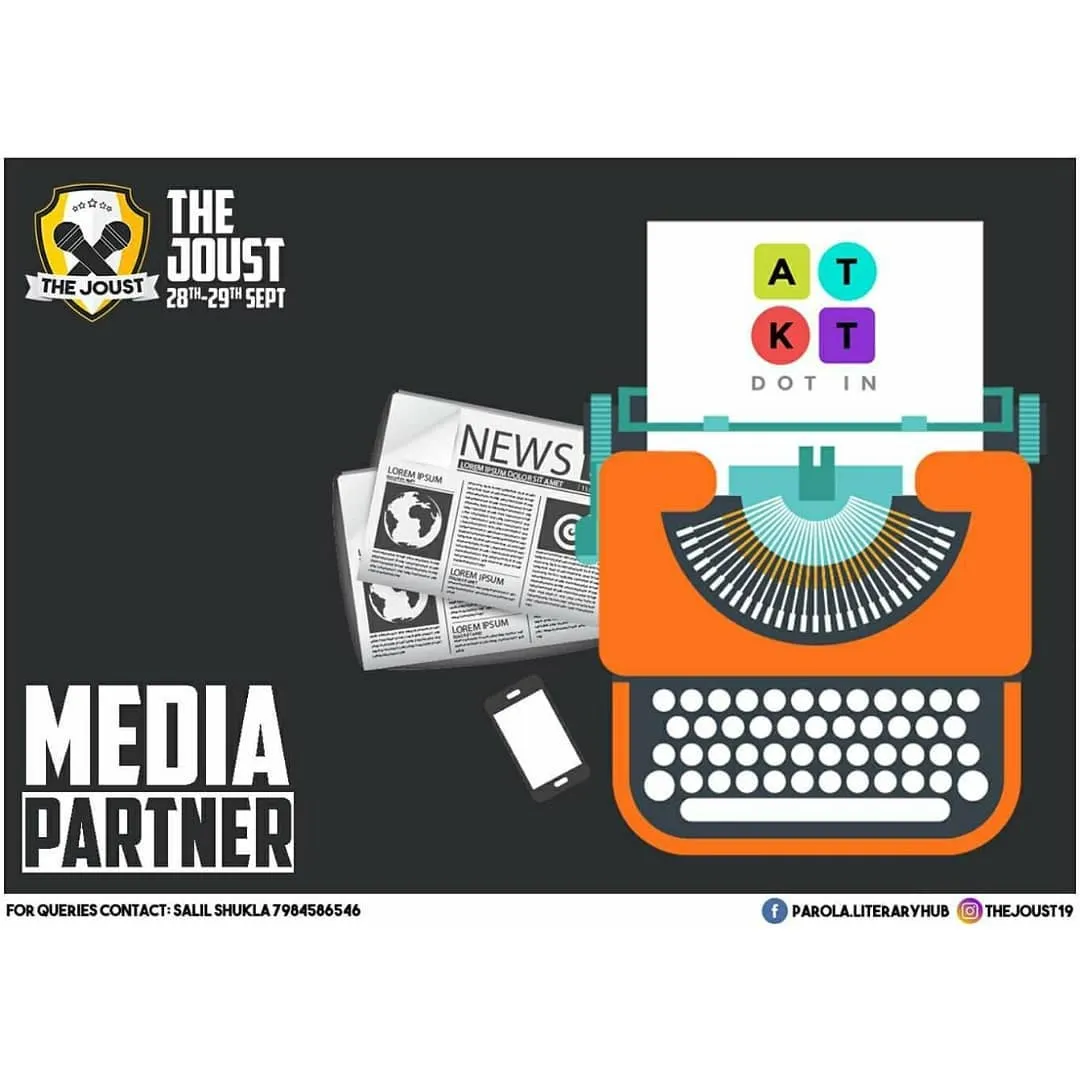 THE JOUST
THE
JOUST
28TH-29TH SEPT
A T
K T
DOT IN
NEWS
LOREM IPSUM DOLOR SIT AMET
LOREM IPSUM
LOREM IPSUM
LOREM IPSUM
MEDIA
PARTNER
FOR QUERIES CONTACT: SALIL SHUKLA 7984586546
PAROLA.LITERARYHUB THEJOUST19